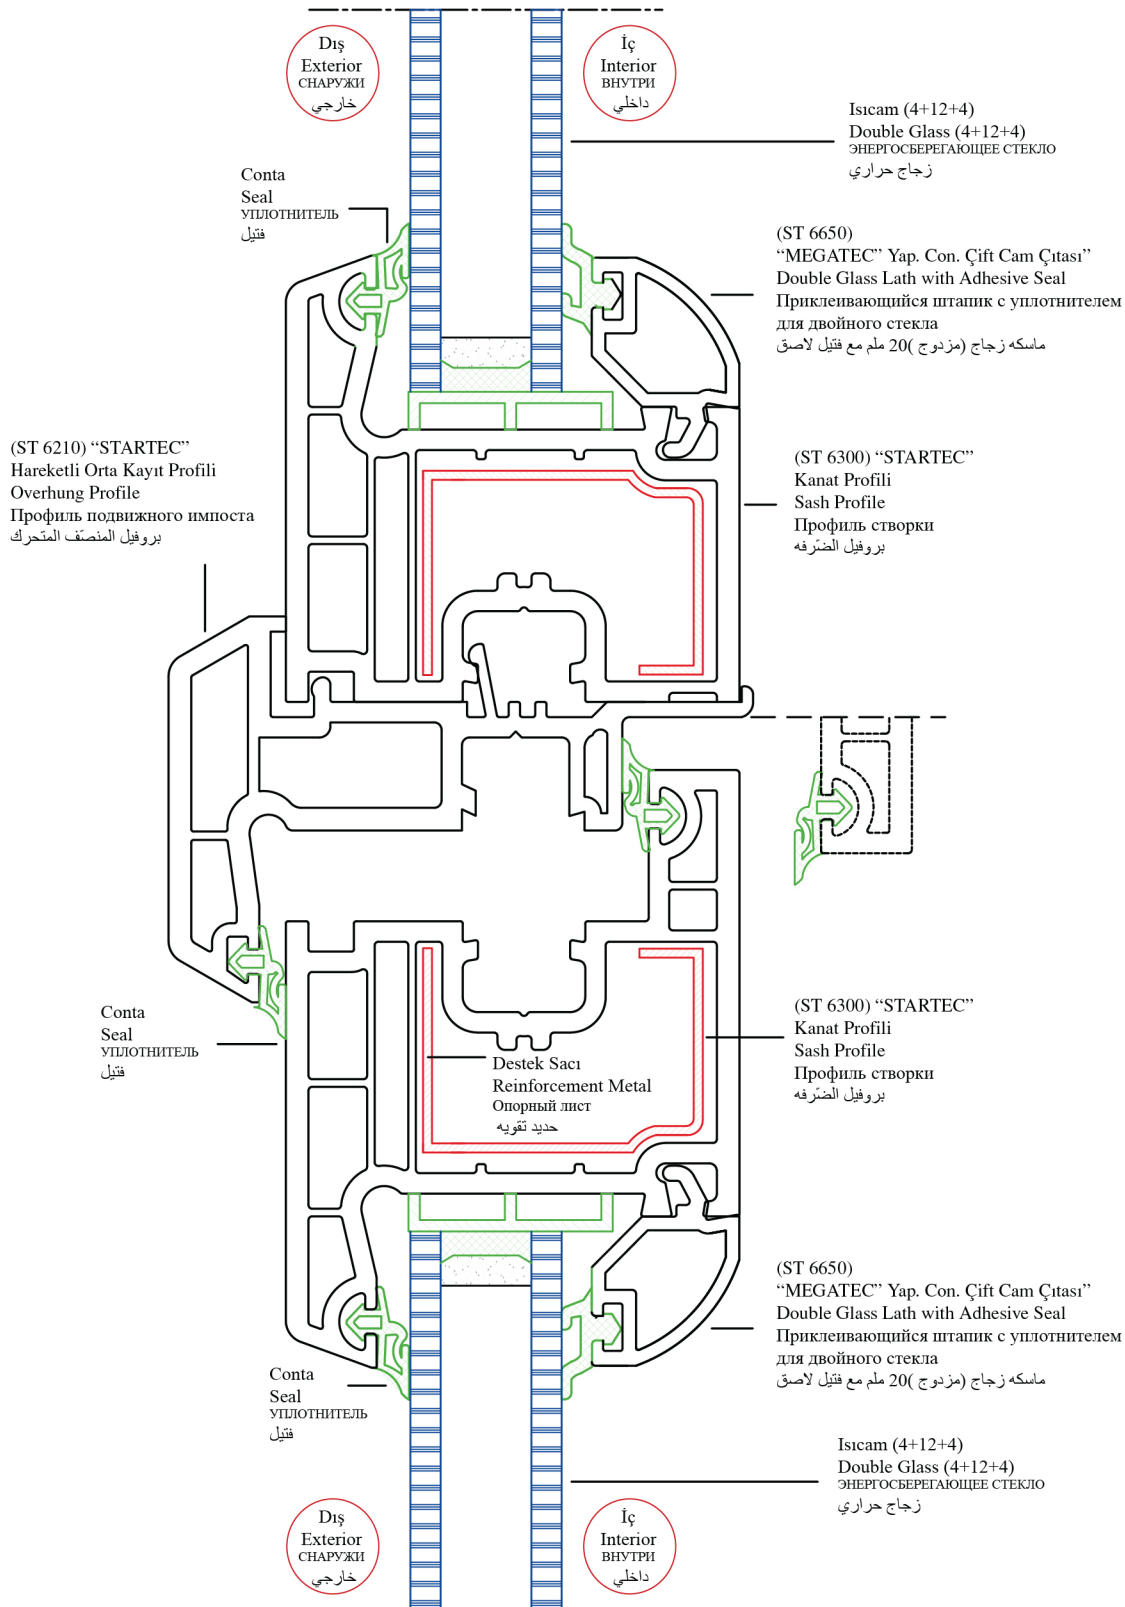 Dış
Exterior
СНАРУЖИ
خارجي
İç
Interior
ВНУТРИ
داخلي
Isıcam (4+12+4)
Double Glass (4+12+4)
ЭНЕРГОСБЕРЕГАЮЩЕЕ СТЕКЛО
زجاج حراري
Conta
Seal
УПЛОТНИТЕЛЬ
فتيل
(ST 6650)
“MEGATEC” Yap. Con. Çift Cam Çıtası”
Double Glass Lath with Adhesive Seal
Приклеивающийся штапик с уплотнителем
для двойного стекла
ماسكه زجاج (مزدوج )20 ملم مع فتيل لاصق
(ST 6210) “STARTEC”
Hareketli Orta Kayıt Profili
Overhung Profile
Профиль подвижного импоста
بروفيل المنصّف المتحرك
(ST 6300) “STARTEC”
Kanat Profili
Sash Profile
Профиль створки
بروفيل الضّرفه
Conta
Seal
УПЛОТНИТЕЛЬ
فتيل
(ST 6300) “STARTEC”
Kanat Profili
Sash Profile
Профиль створки
بروفيل الضّرفه
Destek Sacı
Reinforcement Metal
Опорный лист
حديد تقويه
(ST 6650)
“MEGATEC” Yap. Con. Çift Cam Çıtası”
Double Glass Lath with Adhesive Seal
Приклеивающийся штапик с уплотнителем
для двойного стекла
ماسكه زجاج (مزدوج )20 ملم مع فتيل لاصق
Conta
Seal
УПЛОТНИТЕЛЬ
فتيل
Isıcam (4+12+4)
Double Glass (4+12+4)
ЭНЕРГОСБЕРЕГАЮЩЕЕ СТЕКЛО
زجاج حراري
Dış
Exterior
СНАРУЖИ
خارجي
İç
Interior
ВНУТРИ
داخلي